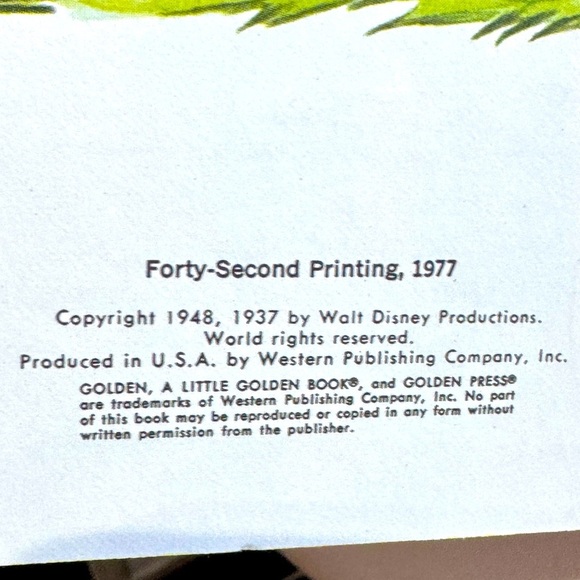 Forty-Second Printing, 1977
Copyright 1948, 1937 by Walt Disney Productions.
World rights reserved.
Produced in U.S.A. by Western Publishing Company, Inc.
GOLDEN, A LITTLE GOLDEN BOOK®, and GOLDEN PRESS®
are trademarks of Western Publishing Company, Inc. No part
of this book may be reproduced or copied in any form without
written permission from the publisher.